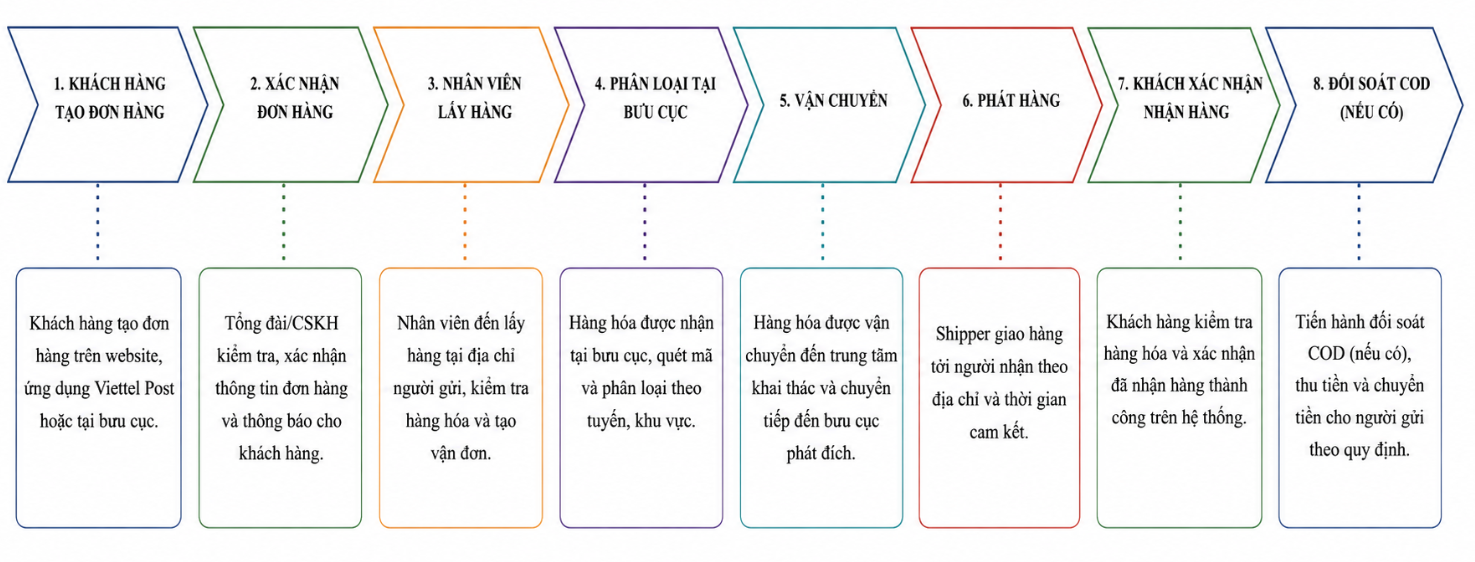 1. KHÁCH HÀNG
TẠO ĐƠN HÀNG
2. XÁC NHẬN
ĐƠN HÀNG
3. NHÂN VIÊN
LẤY HÀNG
4. PHÂN LOẠI TẠI
BƯU CỤC
5. VẬN CHUYỂN
6. PHÁT HÀNG
7. KHÁCH XÁC NHẬN
NHẬN HÀNG
8. ĐỐI SOÁT COD
(NẾU CÓ)
Khách hàng tạo đơn
hàng trên website,
ứng dụng Viettel Post
hoặc tại bưu cục.
Tổng đài/CSKH
kiểm tra, xác nhận
thông tin đơn hàng
và thông báo cho
khách hàng.
Nhân viên đến lấy
hàng tại địa chỉ
người gửi, kiểm tra
hàng hóa và tạo
vận đơn.
Hàng hóa được nhận
tại bưu cục, quét mã
và phân loại theo
tuyến, khu vực.
Hàng hóa được vận
chuyển đến trung tâm
khai thác và chuyển
tiếp đến bưu cục
phát đích.
Shipper giao hàng
tới người nhận theo
địa chỉ và thời gian
cam kết.
Khách hàng kiểm tra
hàng hóa và xác nhận
đã nhận hàng thành
công trên hệ thống.
Tiến hành đối soát
COD (nếu có),
thu tiền và chuyển
tiền cho người gửi
theo quy định.